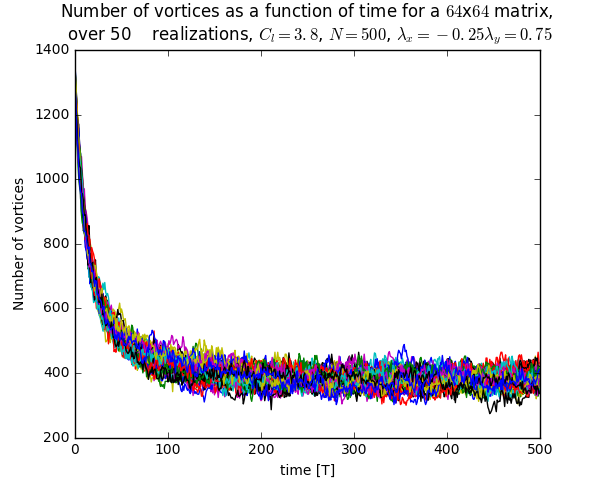 Number of vortices as a function of time for a 64x64 matrix,
over 50 realizations, C_l = 3.8, N = 500, λ_x = −0.25λ_y = 0.75
1400
1200
1000
800
600
400
200
Number of vortices
0 100 200 300 400 500
time [T]